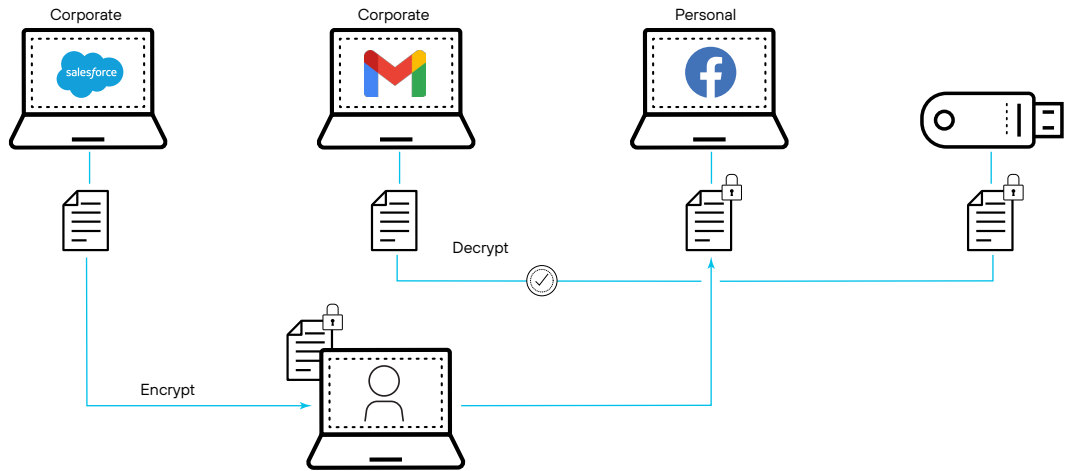 Corporate
Corporate
Personal
salesforce
Decrypt
Encrypt